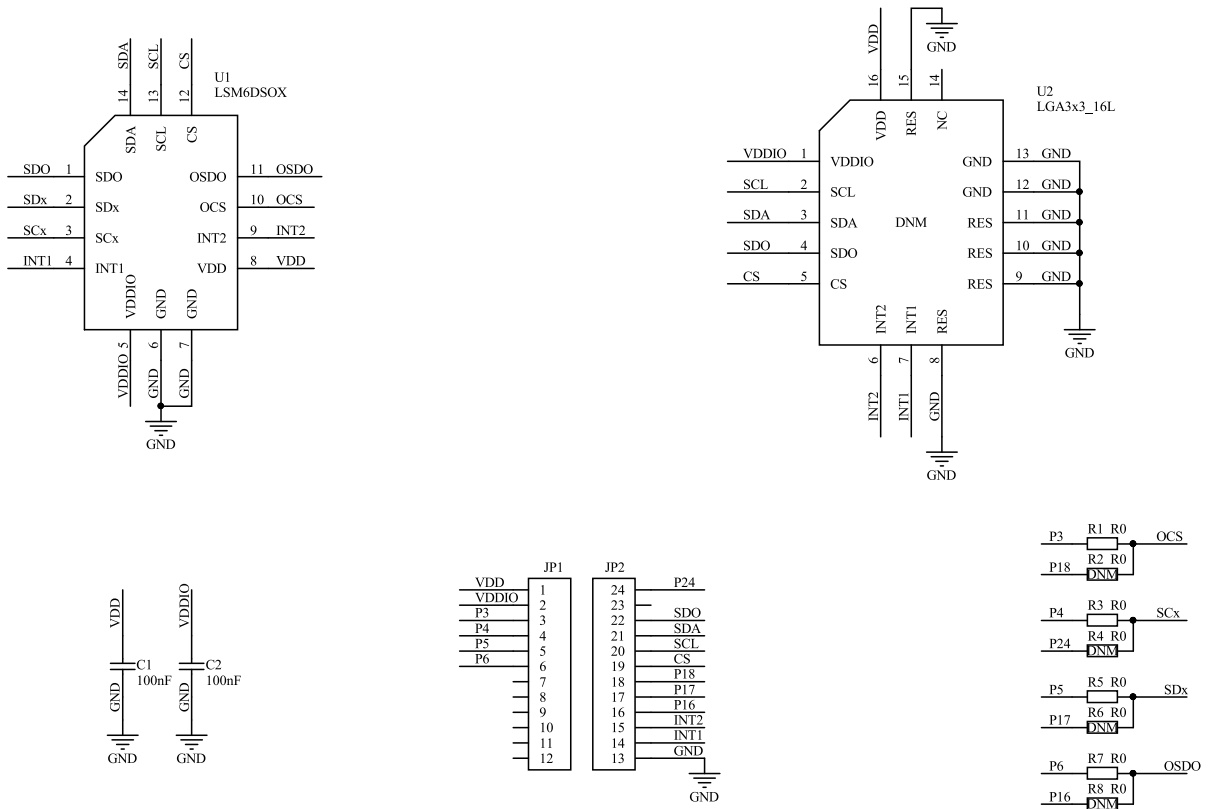 U1
LSM6DSOX
SDA
SCL
CS
14
13
12
SDA
SCL
CS
SDO 1 SDO
SDx 2 SDx
SCx 3 SCx
INT1 4 INT1
OSDO 11 OSDO
OCS 10 OCS
INT2 9 INT2
VDD 8 VDD
VDDIO
GND
GND
5
6
7
VDDIO
GND
GND
GND
U2
LGA3x3_16L
VDD
GND
16
15
14
VDD
RES
NC
VDDIO 1 VDDIO
SCL 2 SCL
SDA 3 SDA
SDO 4 SDO
CS 5 CS
DNM
GND 13 GND
GND 12 GND
RES 11 GND
RES 10 GND
RES 9 GND
GND
INT2
INT1
RES
6
7
8
INT2
INT1
GND
GND
VDD
C1
100nF
GND
GND
VDDIO
C2
100nF
GND
GND
JP1
VDD 1
VDDIO 2
P3 3
P4 4
P5 5
P6 6
7
8
9
10
11
12
JP2
24 P24
23
22 SDO
21 SDA
20 SCL
19 CS
18 P18
17 P17
16 P16
15 INT2
14 INT1
13 GND
GND
P3 R1 R0 OCS
P18 R2 R0
DNM
P4 R3 R0 SCx
P24 R4 R0
DNM
P5 R5 R0 SDx
P17 R6 R0
DNM
P6 R7 R0 OSDO
P16 R8 R0
DNM